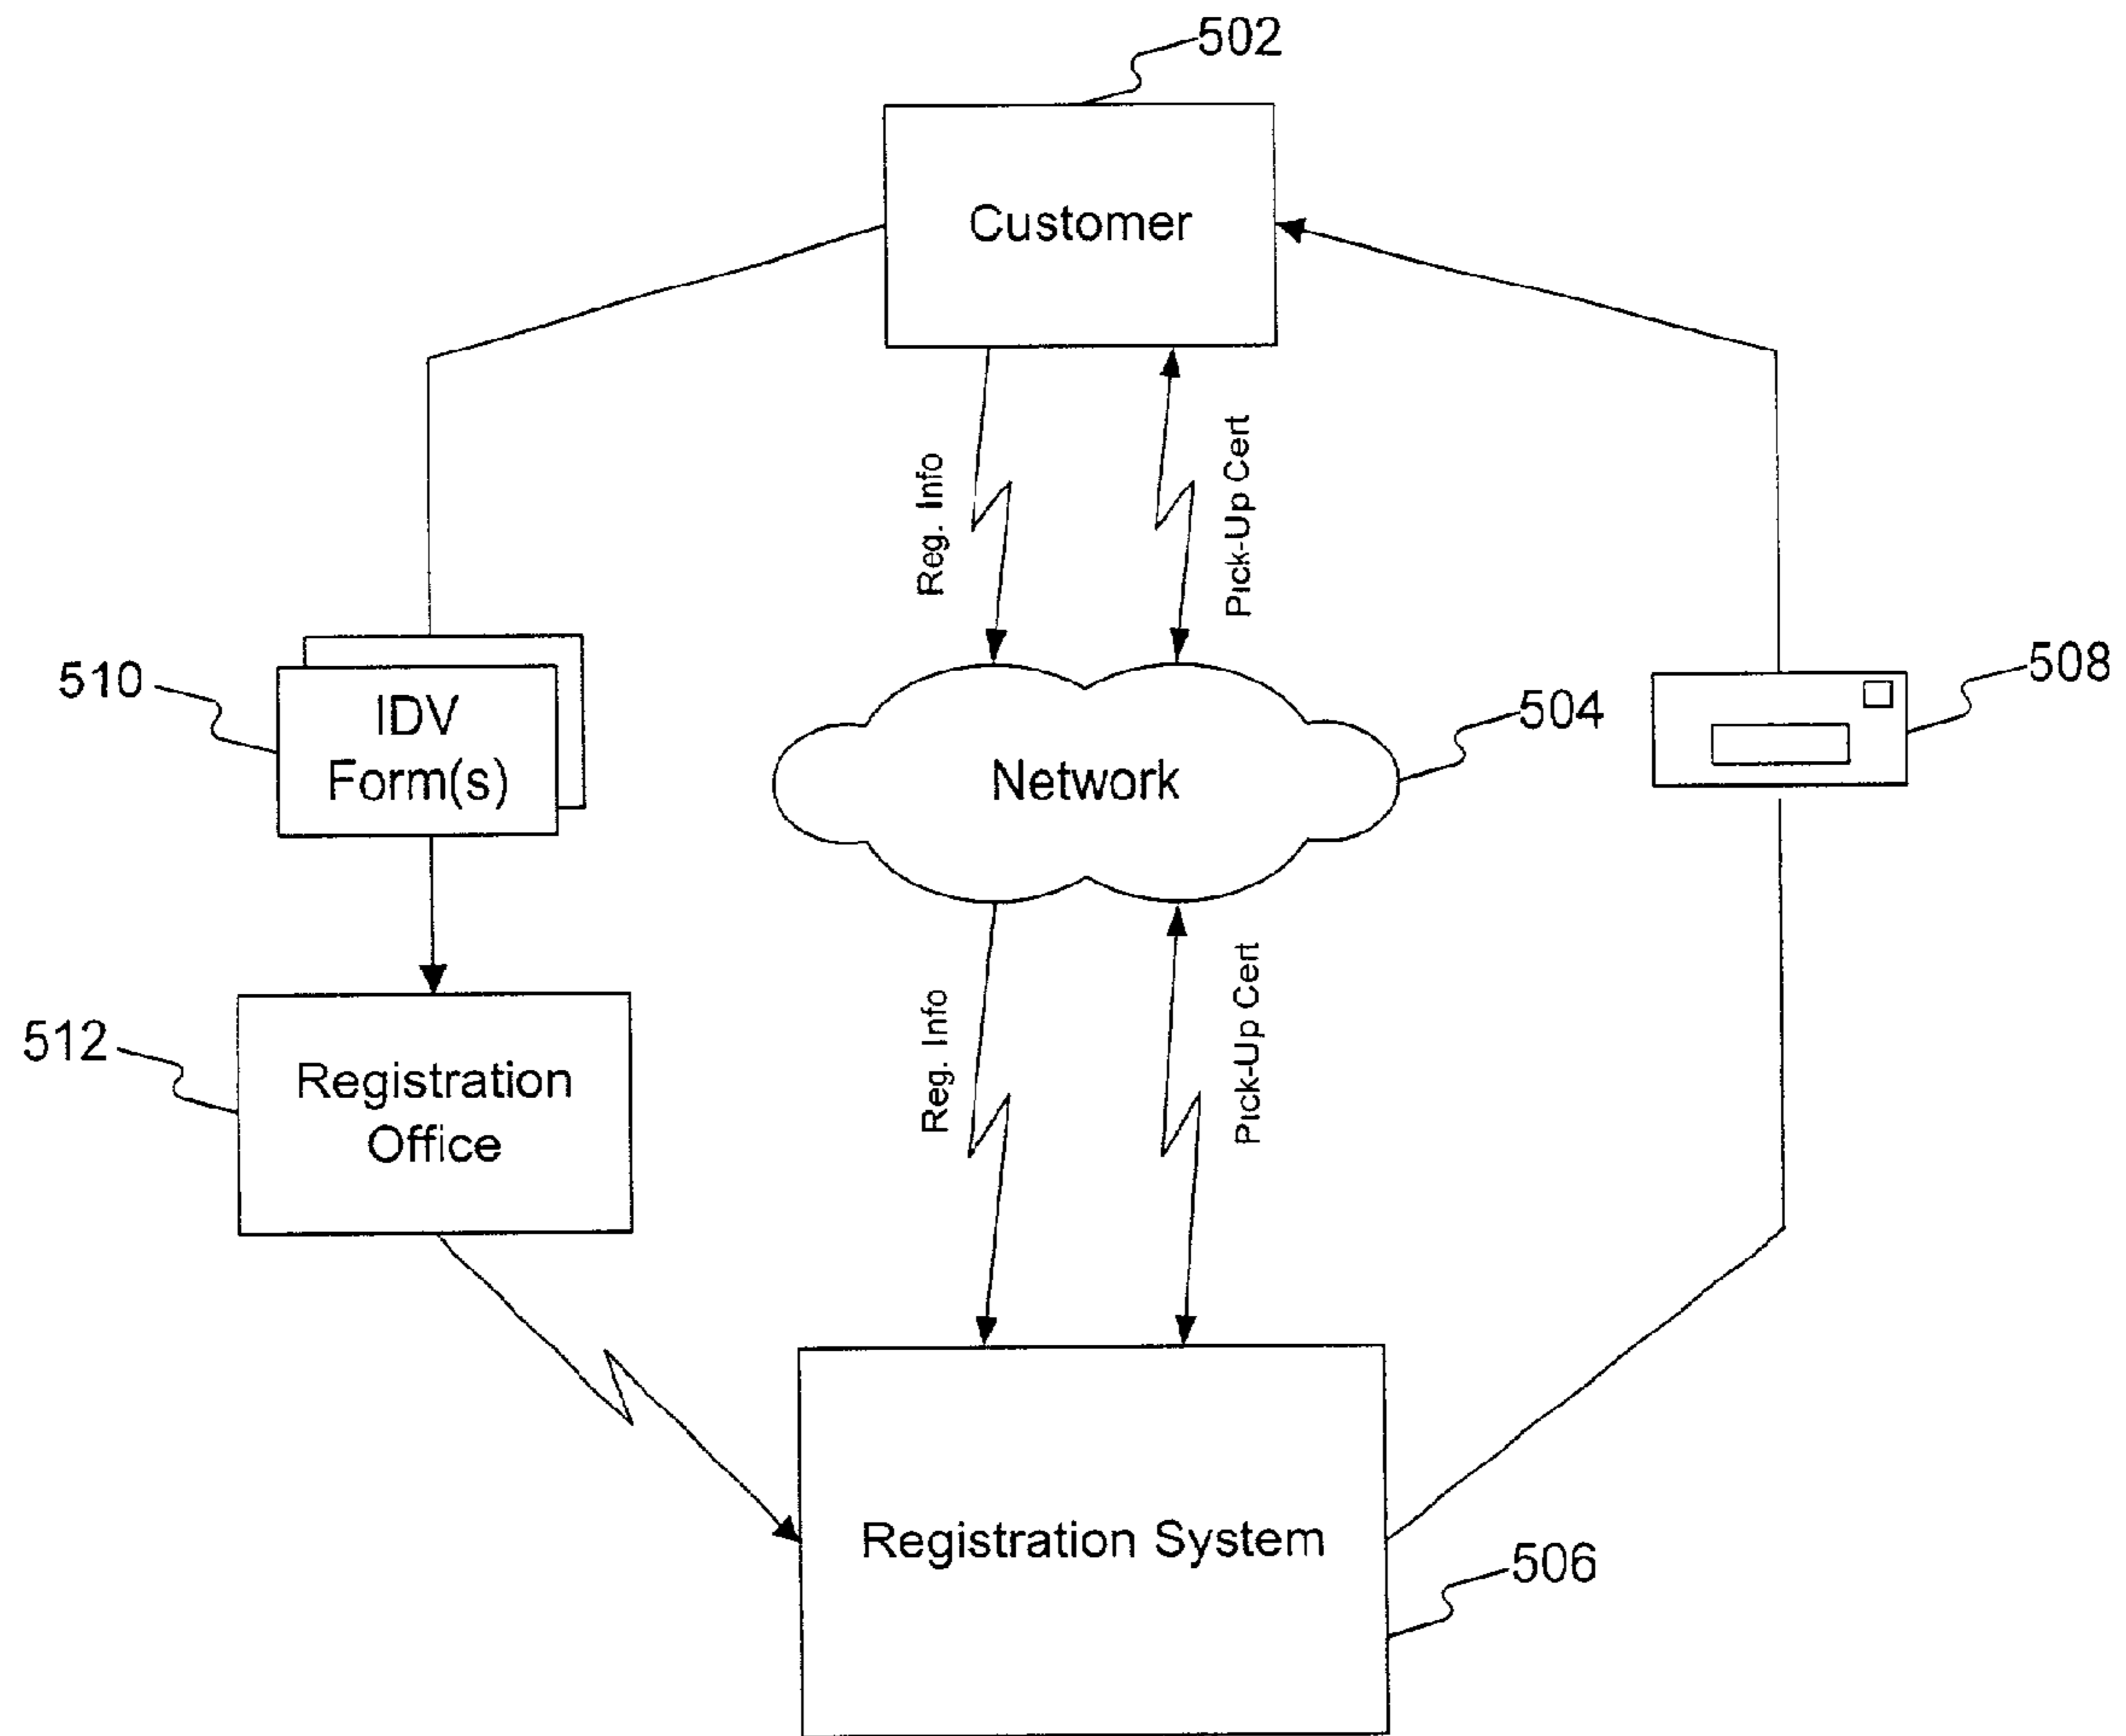 502
Customer
Reg. Info
Pick-Up Cert
510
IDV
Form(s)
508
504
Network
512
Registration
Office
Reg. Info
Pick-Up Cert
Registration System
506